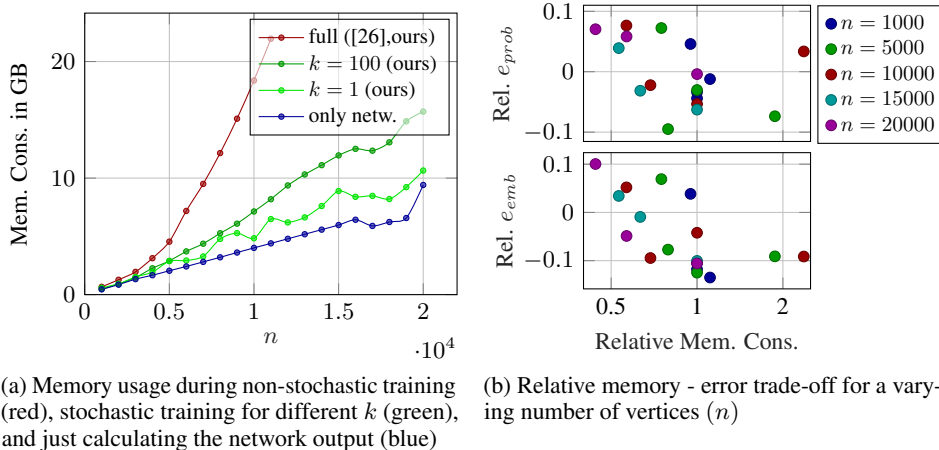 20
10
0
Mem. Cons. in GB
full ([26],ours)
k = 100 (ours)
k = 1 (ours)
only netw.
0
0.5
1
1.5
2
n
·10⁴
(a) Memory usage during non-stochastic training
(red), stochastic training for different k (green),
and just calculating the network output (blue)
0.1
0
−0.1
Rel. e_prob
n = 1000
n = 5000
n = 10000
n = 15000
n = 20000
0.1
0
−0.1
Rel. e_emb
0.5
1
2
Relative Mem. Cons.
(b) Relative memory - error trade-off for a vary-
ing number of vertices (n)